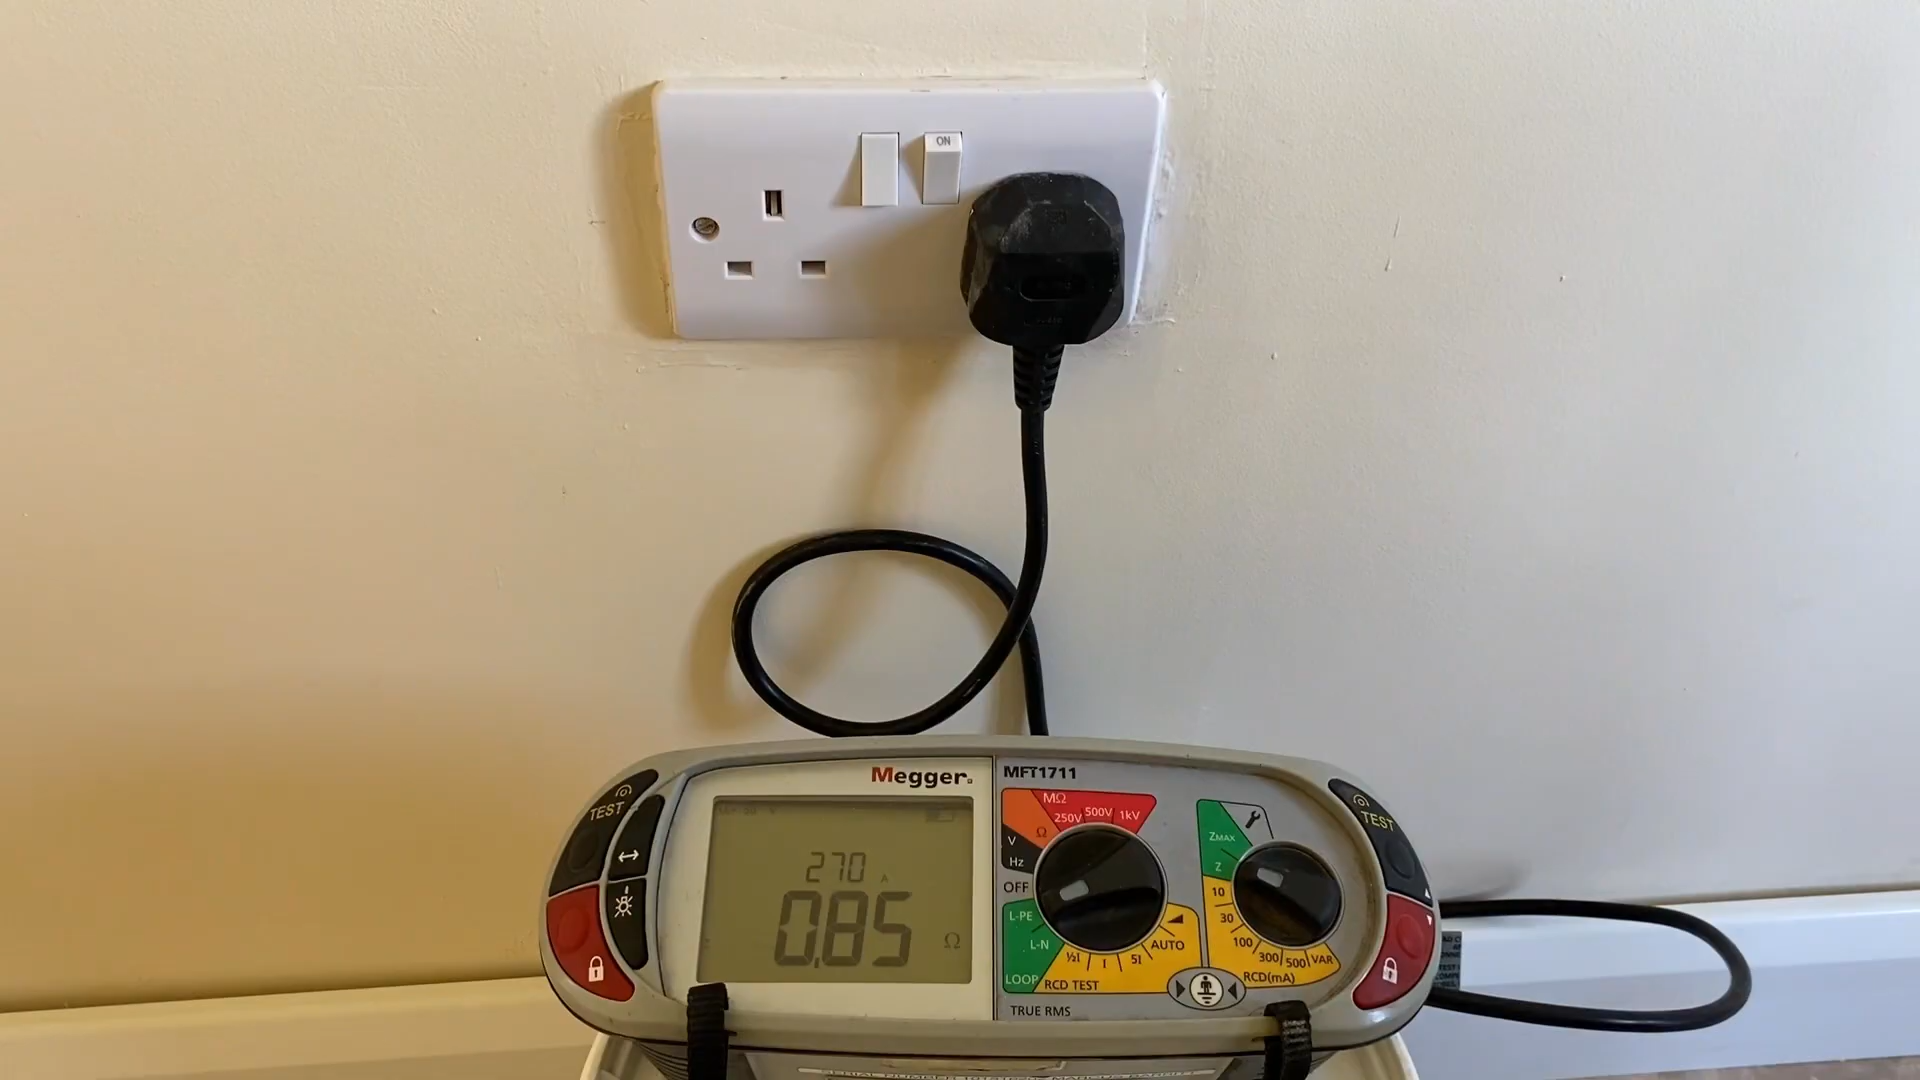 ON
Megger
MFT1711
TEST
MΩ
250V 500V 1kV
Ω
V
Hz
OFF
L-PE
L-N
LOOP
RCD TEST
½I I 5I
AUTO
TRUE RMS
ZMAX
Z
10
30
100
300 500 VAR
RCD(mA)
TEST
270 A
0.85 Ω